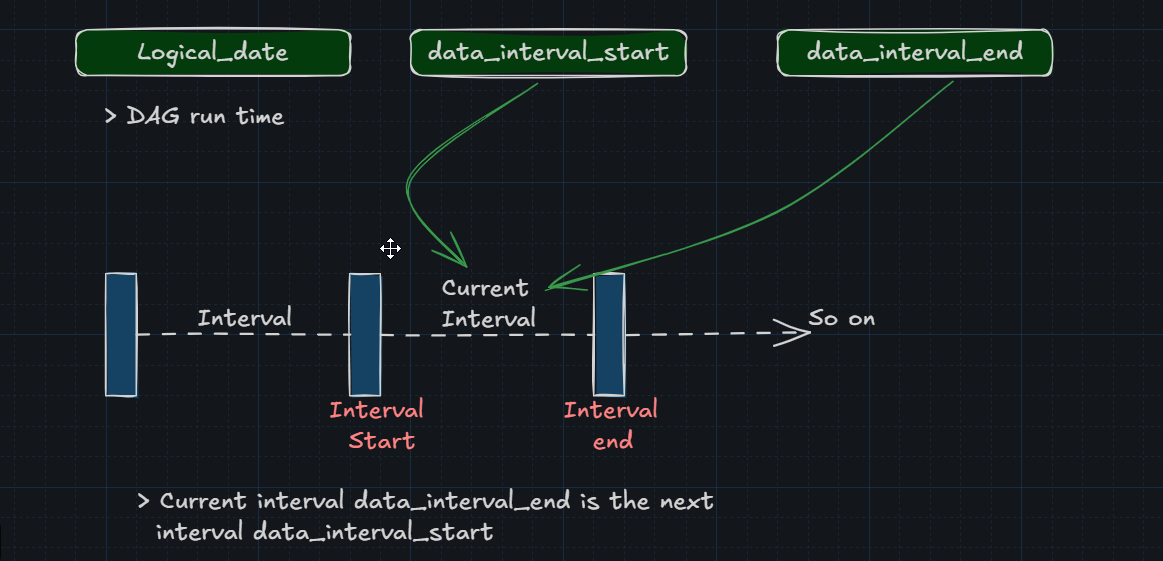 Logical_date
data_interval_start
data_interval_end
> DAG run time
Interval
Current
Interval
So on
Interval
Start
Interval
end
> Current interval data_interval_end is the next
interval data_interval_start